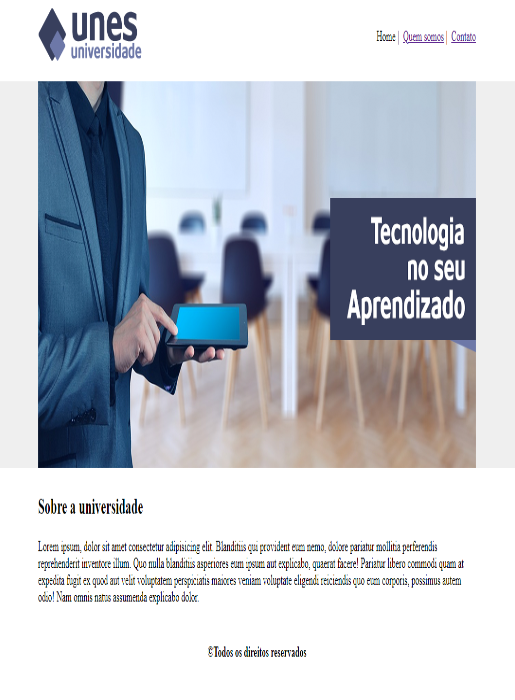 unes
universidade
Home | Quem somos | Contato
Tecnologia
no seu
Aprendizado
Sobre a universidade
Lorem ipsum, dolor sit amet consectetur adipisicing elit. Blanditiis qui provident eum nemo, dolore pariatur mollitia perferendis
reprehenderit inventore illum. Quo nulla blanditiis asperiores eum ipsum aut explicabo, quaerat facere! Pariatur libero commodi quam at
expedita fugit ex quod aut velit voluptatem perspiciatis maiores veniam voluptate eligendi reiciendis quo eum corporis, possimus autem
odio! Nam omnis natus assumenda explicabo dolor.
©Todos os direitos reservados